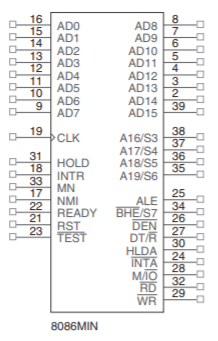 16 AD0 AD8 8
15 AD1 AD9 7
14 AD2 AD10 6
13 AD3 AD11 5
12 AD4 AD12 4
11 AD5 AD13 3
10 AD6 AD14 2
9 AD7 AD15 39
19 CLK A16/S3 38
A17/S4 37
31 HOLD A18/S5 36
18 INTR A19/S6 35
33 MN
17 NMI ALE 25
22 READY BHE/S7 34
21 RST DEN 26
23 TEST DT/R 27
HLDA 30
INTA 24
M/IO 28
RD 32
WR 29
8086MIN